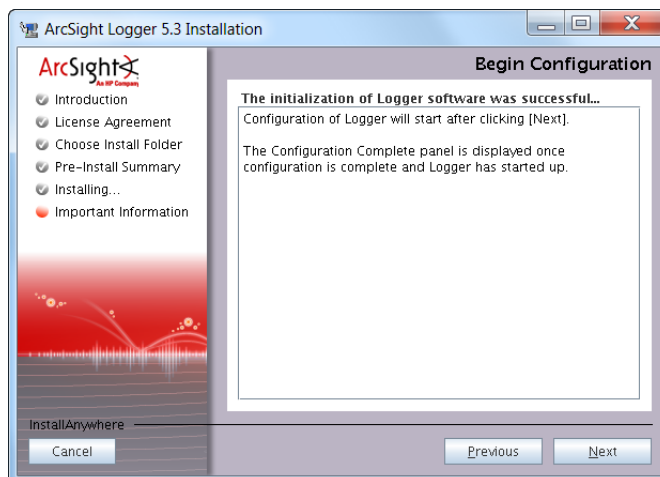 ArcSight Logger 5.3 Installation
ArcSight
An HP Company
Begin Configuration
Introduction
License Agreement
Choose Install Folder
Pre-Install Summary
Installing...
Important Information
The initialization of Logger software was successful...
Configuration of Logger will start after clicking [Next].
The Configuration Complete panel is displayed once
configuration is complete and Logger has started up.
InstallAnywhere
Cancel
Previous
Next